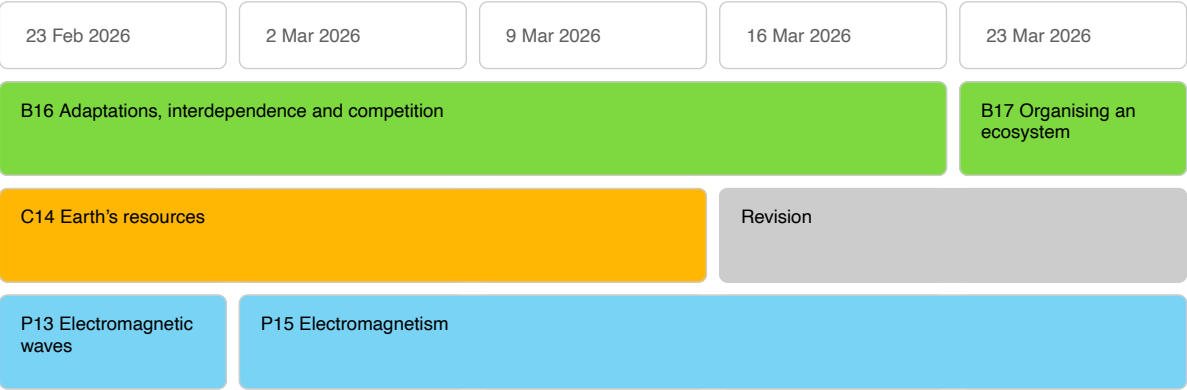 23 Feb 2026
2 Mar 2026
9 Mar 2026
16 Mar 2026
23 Mar 2026
B16 Adaptations, interdependence and competition
B17 Organising an
ecosystem
C14 Earth’s resources
Revision
P13 Electromagnetic
waves
P15 Electromagnetism